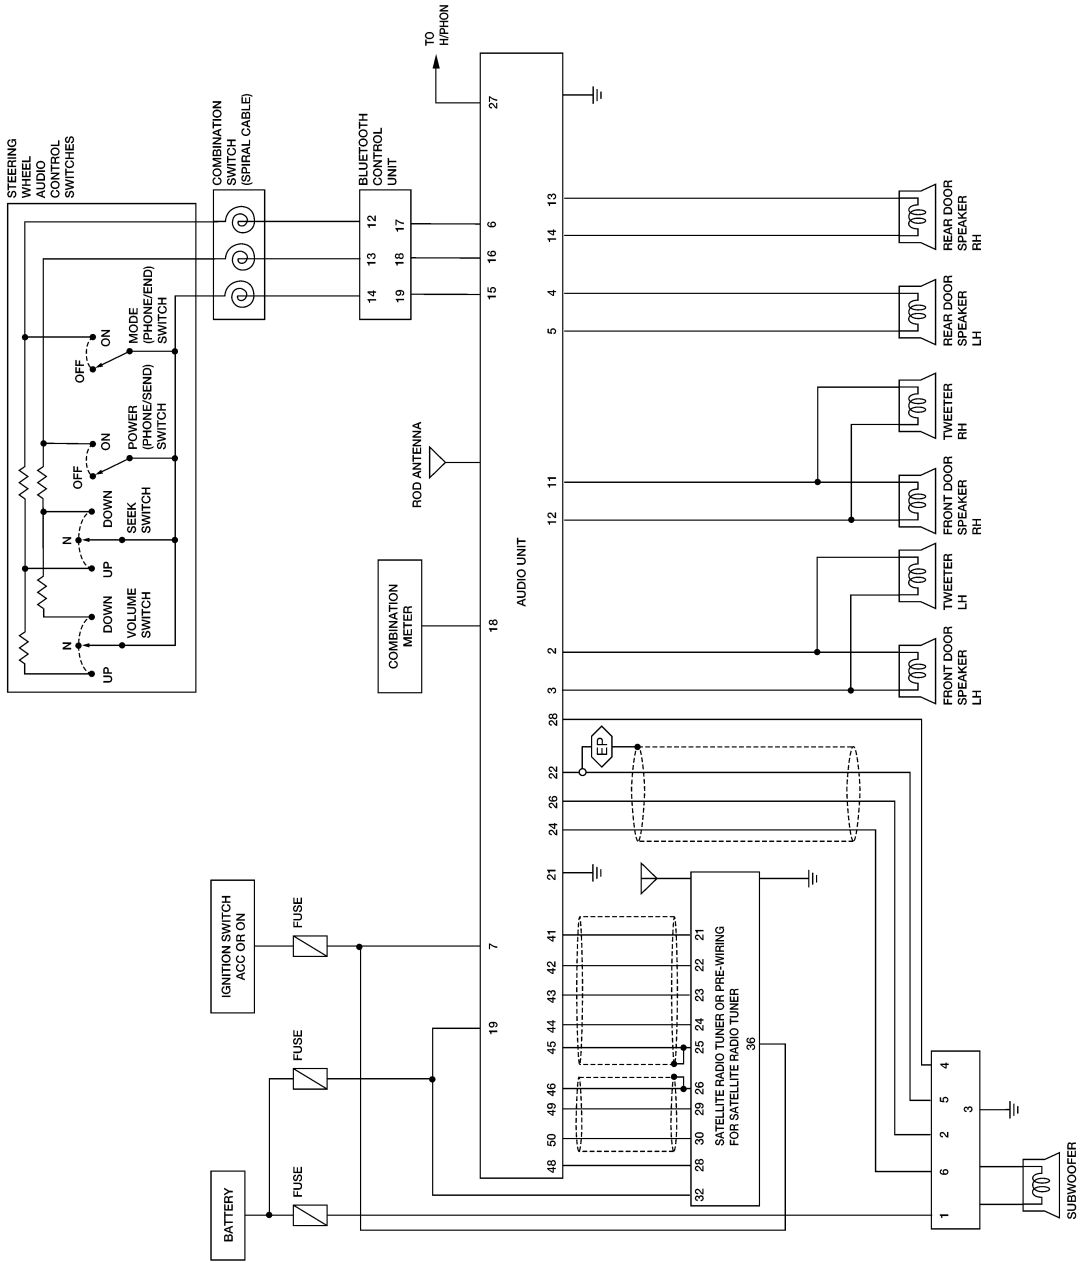 STEERING
WHEEL
AUDIO
CONTROL
SWITCHES
UP
N
DOWN
VOLUME
SWITCH
UP
N
DOWN
SEEK
SWITCH
OFF
ON
POWER
(PHONE/SEND)
SWITCH
OFF
ON
MODE
(PHONE/END)
SWITCH
COMBINATION
SWITCH
(SPIRAL CABLE)
BLUETOOTH
CONTROL
UNIT
14
13
12
19
18
17
TO
H/PHON
BATTERY
FUSE
FUSE
IGNITION SWITCH
ACC OR ON
FUSE
COMBINATION
METER
ROD ANTENNA
19
7
18
15
16
6
27
AUDIO UNIT
48
50
49
46
45
44
43
42
41
21
24
26
22
28
3
2
12
11
5
4
14
13
EP
32
28
30
29
26
25
24
23
22
21
SATELLITE RADIO TUNER OR PRE-WIRING
FOR SATELLITE RADIO TUNER
36
1
6
2
5
4
3
SUBWOOFER
FRONT DOOR
SPEAKER
LH
TWEETER
LH
FRONT DOOR
SPEAKER
RH
TWEETER
RH
REAR DOOR
SPEAKER
LH
REAR DOOR
SPEAKER
RH